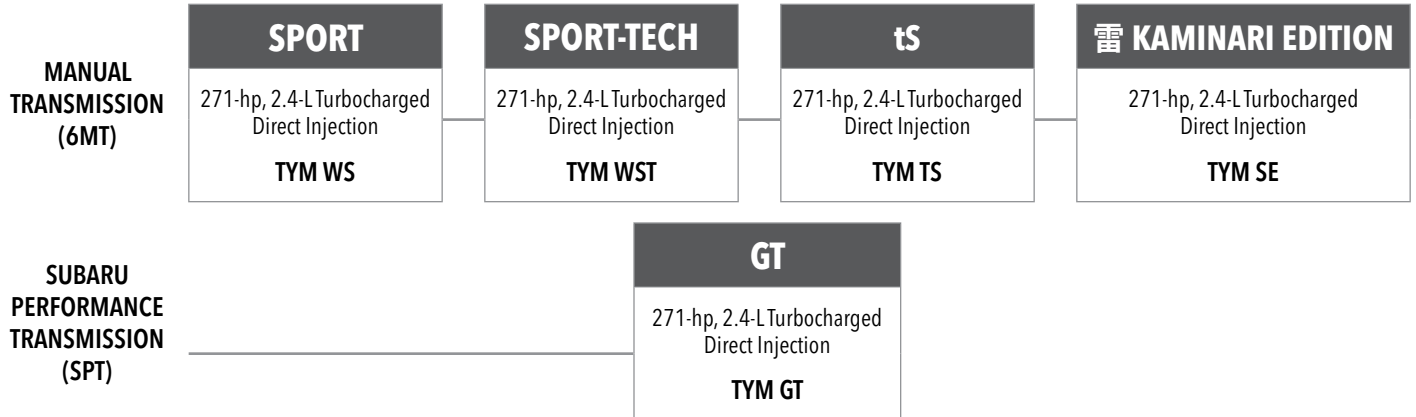 MANUAL
TRANSMISSION
(6MT)
SPORT
271-hp, 2.4-L Turbocharged
Direct Injection
TYM WS
SPORT-TECH
271-hp, 2.4-L Turbocharged
Direct Injection
TYM WST
tS
271-hp, 2.4-L Turbocharged
Direct Injection
TYM TS
雷 KAMINARI EDITION
271-hp, 2.4-L Turbocharged
Direct Injection
TYM SE
SUBARU
PERFORMANCE
TRANSMISSION
(SPT)
GT
271-hp, 2.4-L Turbocharged
Direct Injection
TYM GT